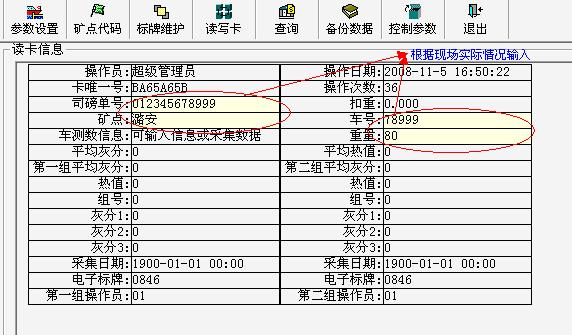 参数设置 矿点代码 标牌维护 读写卡 查询 备份数据 控制参数 退出
读卡信息
根据现场实际情况输入
操作员:超级管理员 操作日期:2008-11-5 16:50:22
卡唯一号:BA65A65B 操作次数:36
司磅单号:012345678999 扣重:0.000
矿点:潞安 车号:78999
车测数信息:可输入信息或采集数据 重量:80
平均灰分:0 平均热值:0
第一组平均灰分:0 第二组平均灰分:0
热值:0 热值:0
组号:0 组号:0
灰分1:0 灰分1:0
灰分2:0 灰分2:0
灰分3:0 灰分3:0
采集日期:1900-01-01 00:00 采集日期:1900-01-01 00:00
电子标牌:0846 电子标牌:0846
第一组操作员:01 第二组操作员:01